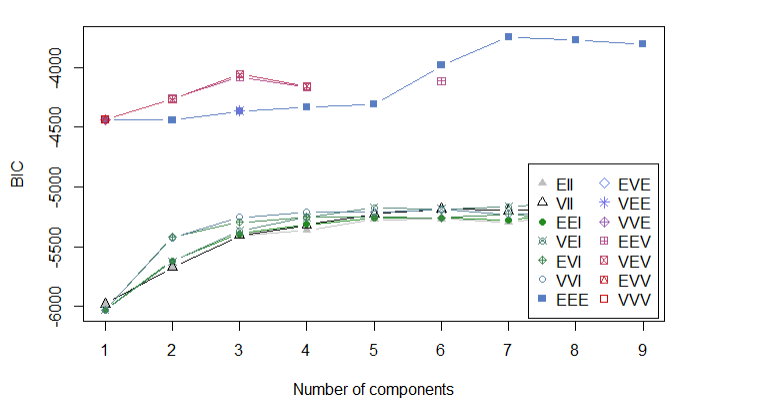 -4000
-4500
-5000
-5500
-6000
BIC
EII EVE
VII VEE
EEI VVE
VEI EEV
EVI VEV
VVI EVV
EEE VVV
1 2 3 4 5 6 7 8 9
Number of components